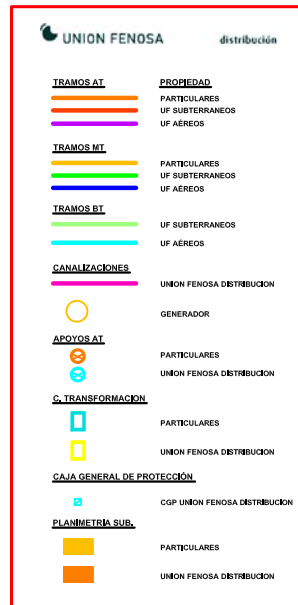 UNION FENOSA distribución
TRAMOS AT PROPIEDAD
PARTICULARES
UF SUBTERRANEOS
UF AÉREOS
TRAMOS MT
PARTICULARES
UF SUBTERRANEOS
UF AÉREOS
TRAMOS BT
UF SUBTERRANEOS
UF AÉREOS
CANALIZACIONES
UNION FENOSA DISTRIBUCION
GENERADOR
APOYOS AT
PARTICULARES
UNION FENOSA DISTRIBUCION
C. TRANSFORMACION
PARTICULARES
UNION FENOSA DISTRIBUCION
CAJA GENERAL DE PROTECCIÓN
CGP UNION FENOSA DISTRIBUCION
PLANIMETRIA SUB.
PARTICULARES
UNION FENOSA DISTRIBUCION